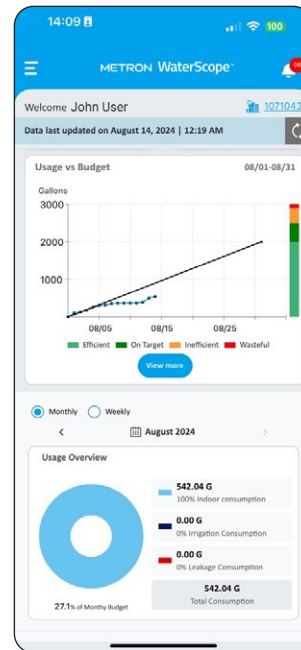 14:09
100
METRON WaterScope™
Welcome John User
1071043
Data last updated on August 14, 2024 | 12:19 AM
Usage vs Budget
08/01-08/31
Gallons
3000
2000
1000
08/05 08/15 08/25
Efficient On Target Inefficient Wasteful
View more
Monthly Weekly
< August 2024 >
Usage Overview
542.04 G
100% Indoor consumption
0.00 G
0% Irrigation Consumption
0.00 G
0% Leakage Consumption
542.04 G
Total Consumption
27.1% of Monthy Budget